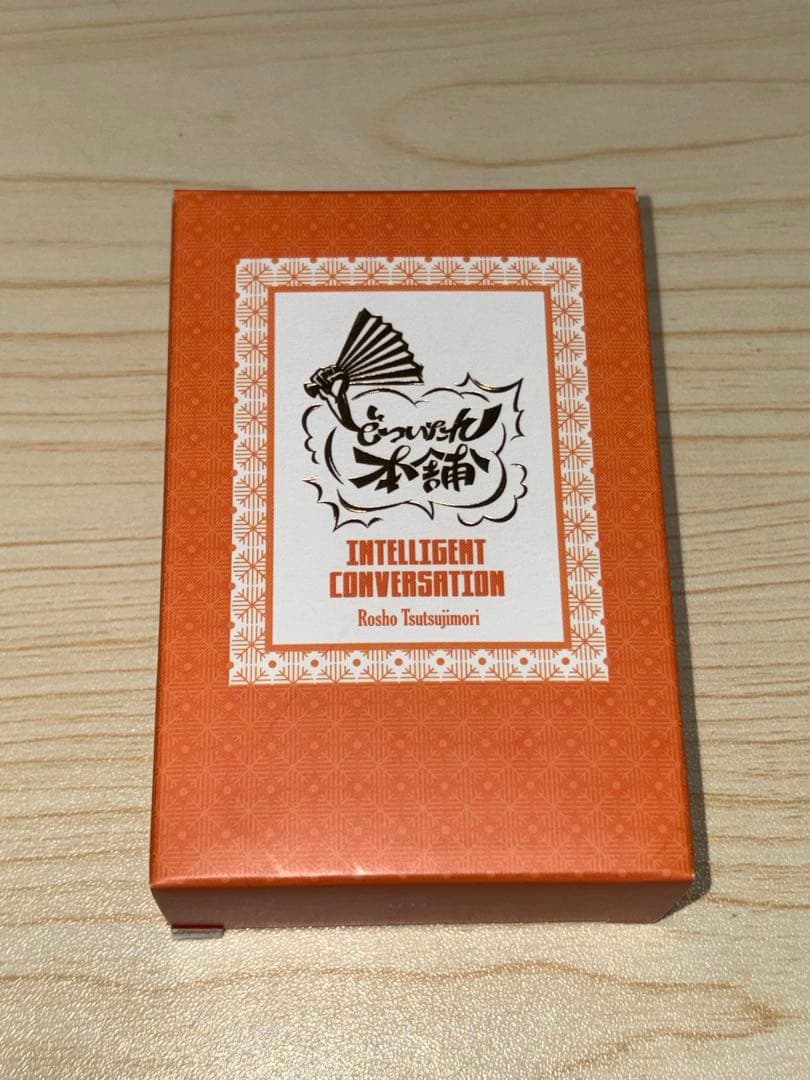 どついたれ
本舗
INTELLIGENT
CONVERSATION
Rosho Tsutsujimori